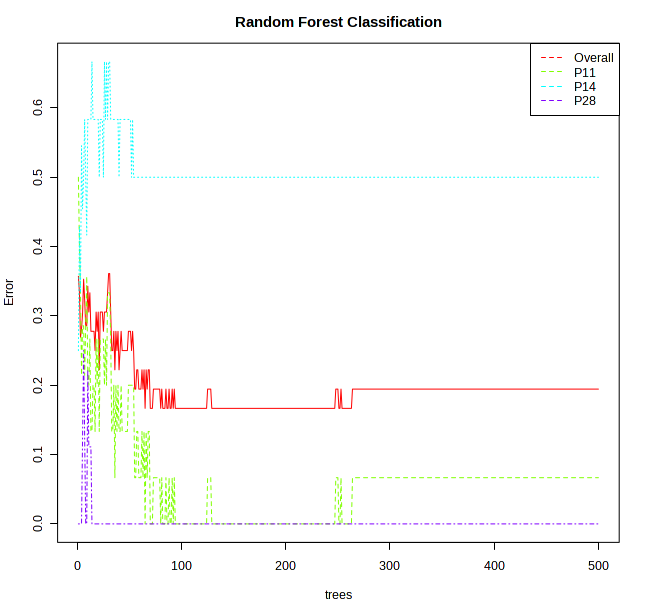 Random Forest Classification
Overall
P11
P14
P28
Error
0.6
0.5
0.4
0.3
0.2
0.1
0.0
0 100 200 300 400 500
trees